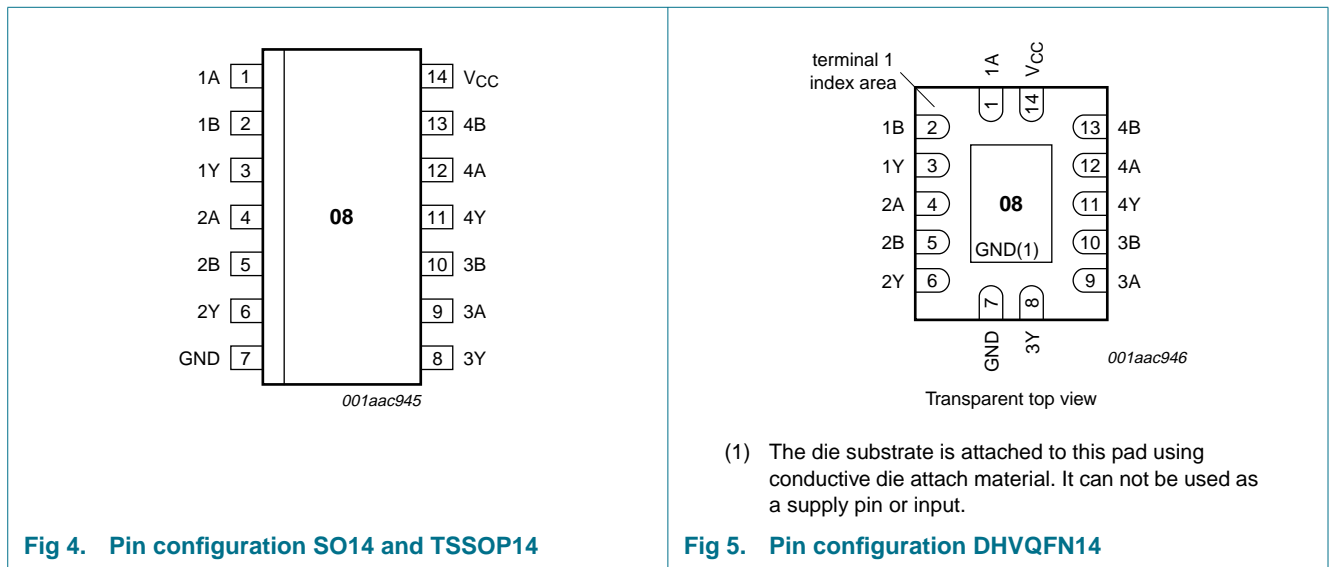 1A 1 14 VCC
1B 2 13 4B
1Y 3 12 4A
2A 4 08 11 4Y
2B 5 10 3B
2Y 6 9 3A
GND 7 8 3Y
001aac945
Fig 4. Pin configuration SO14 and TSSOP14
terminal 1
index area
1A VCC
1 14
1B 2 13 4B
1Y 3 12 4A
2A 4 08 11 4Y
2B 5 10 3B
GND(1)
2Y 6 9 3A
7 8
GND 3Y
001aac946
Transparent top view
(1) The die substrate is attached to this pad using
conductive die attach material. It can not be used as
a supply pin or input.
Fig 5. Pin configuration DHVQFN14